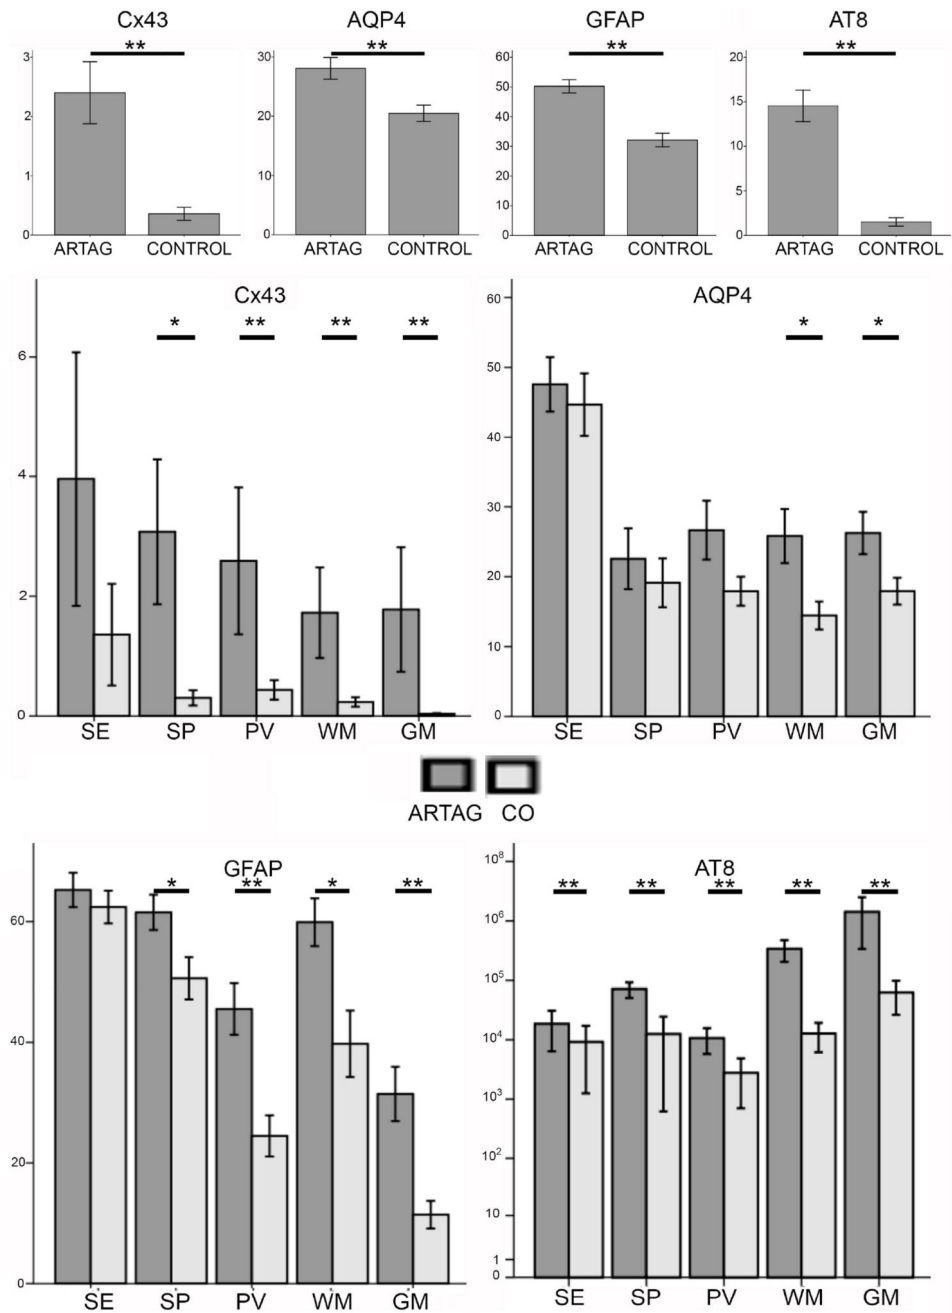 Cx43 AQP4 GFAP AT8
** ** ** **
3 30 60 20
50
2 20 40 15
30 10
1 10 20 5
10
0 0 0 0
ARTAG CONTROL ARTAG CONTROL ARTAG CONTROL ARTAG CONTROL
Cx43
* ** ** **
6
4
2
0
SE SP PV WM GM
AQP4
* *
60
50
40
30
20
10
0
SE SP PV WM GM
ARTAG CO
GFAP
* ** * **
60
40
20
0
SE SP PV WM GM
AT8
** ** ** ** **
10⁸
10⁶
10⁵
10⁴
10³
10²
10
1
0
SE SP PV WM GM